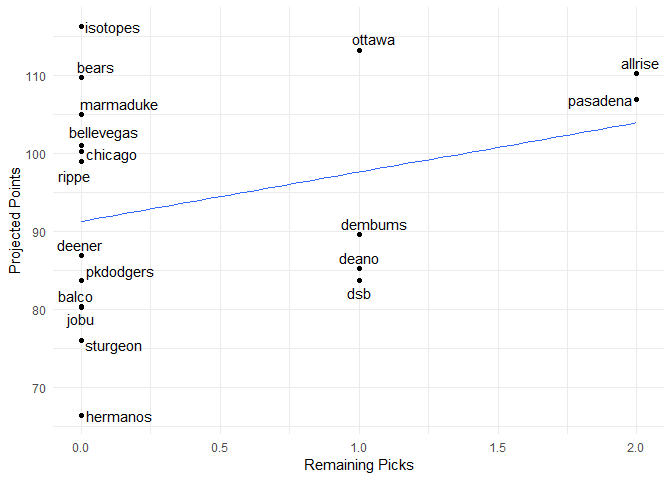 isotopes
ottawa
allrise
bears
pasadena
marmaduke
bellevegas
chicago
rippe
dembums
deener
deano
pkdodgers
dsb
balco
jobu
sturgeon
hermanos
110
100
90
80
70
Projected Points
0.0 0.5 1.0 1.5 2.0
Remaining Picks